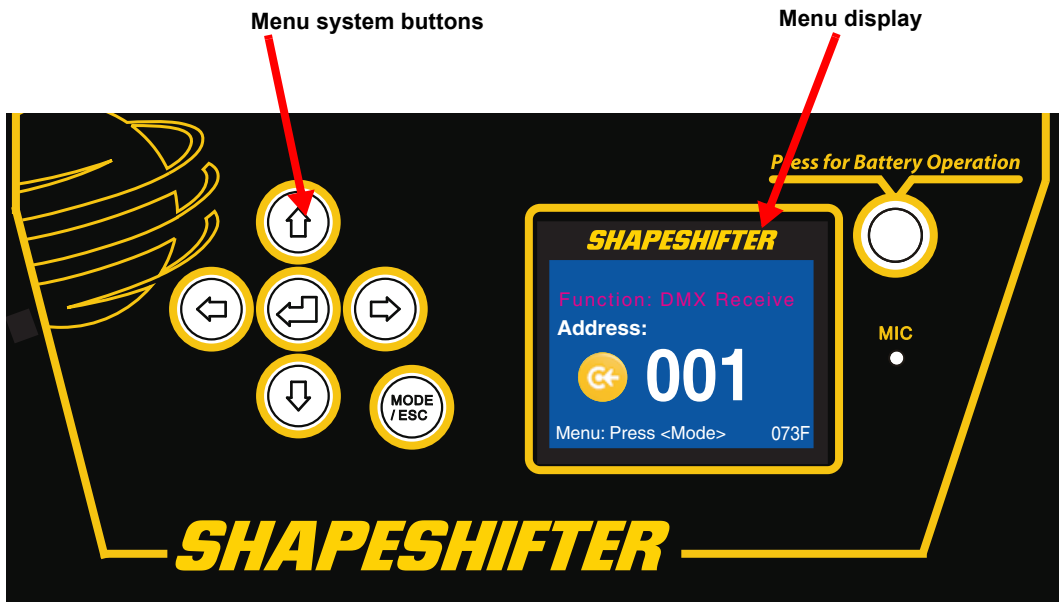 Menu system buttons
Menu display
Press for Battery Operation
SHAPESHIFTER
Function: DMX Receive
Address:
001
Menu: Press <Mode> 073F
MIC
MODE
/ ESC
SHAPESHIFTER